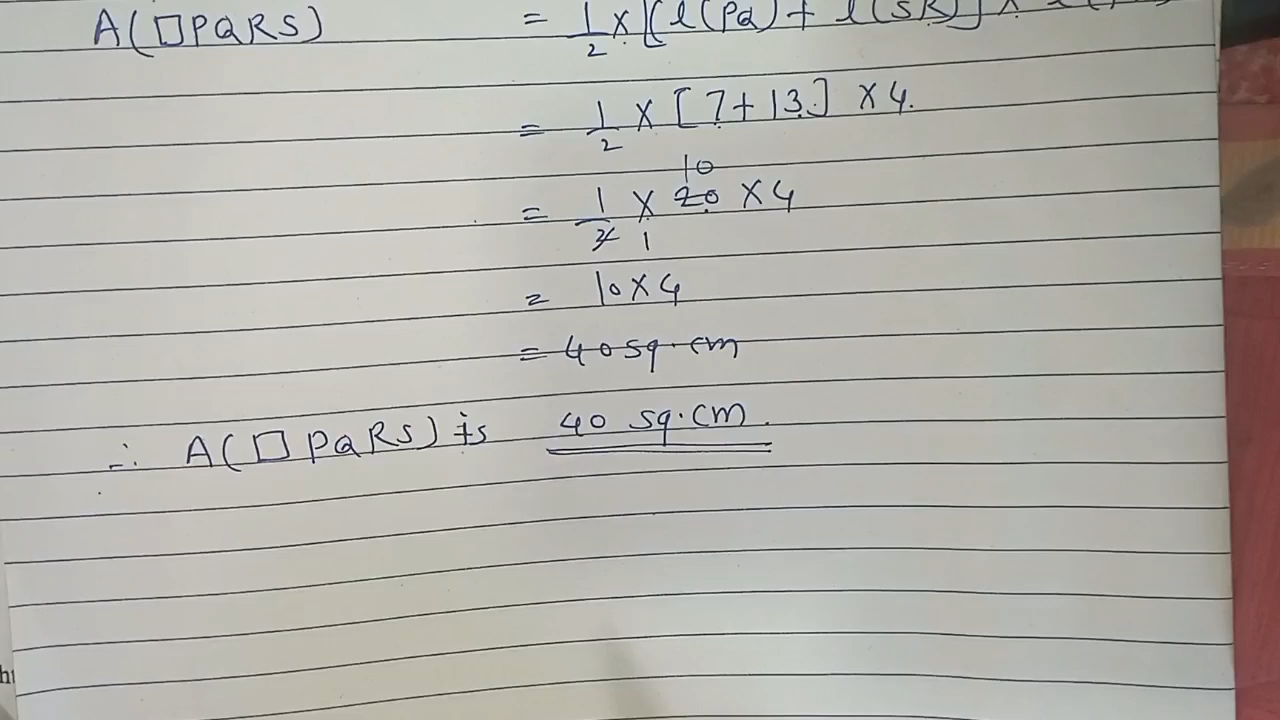 A(□PQRS) = 1/2 × [l(PQ) + l(SR)] ×
= 1/2 × [7+13] × 4.
10
= 1/2 × 20 × 4
1
= 10 × 4
= 40 sq. cm
∴ A(□PQRS) is 40 sq. cm.